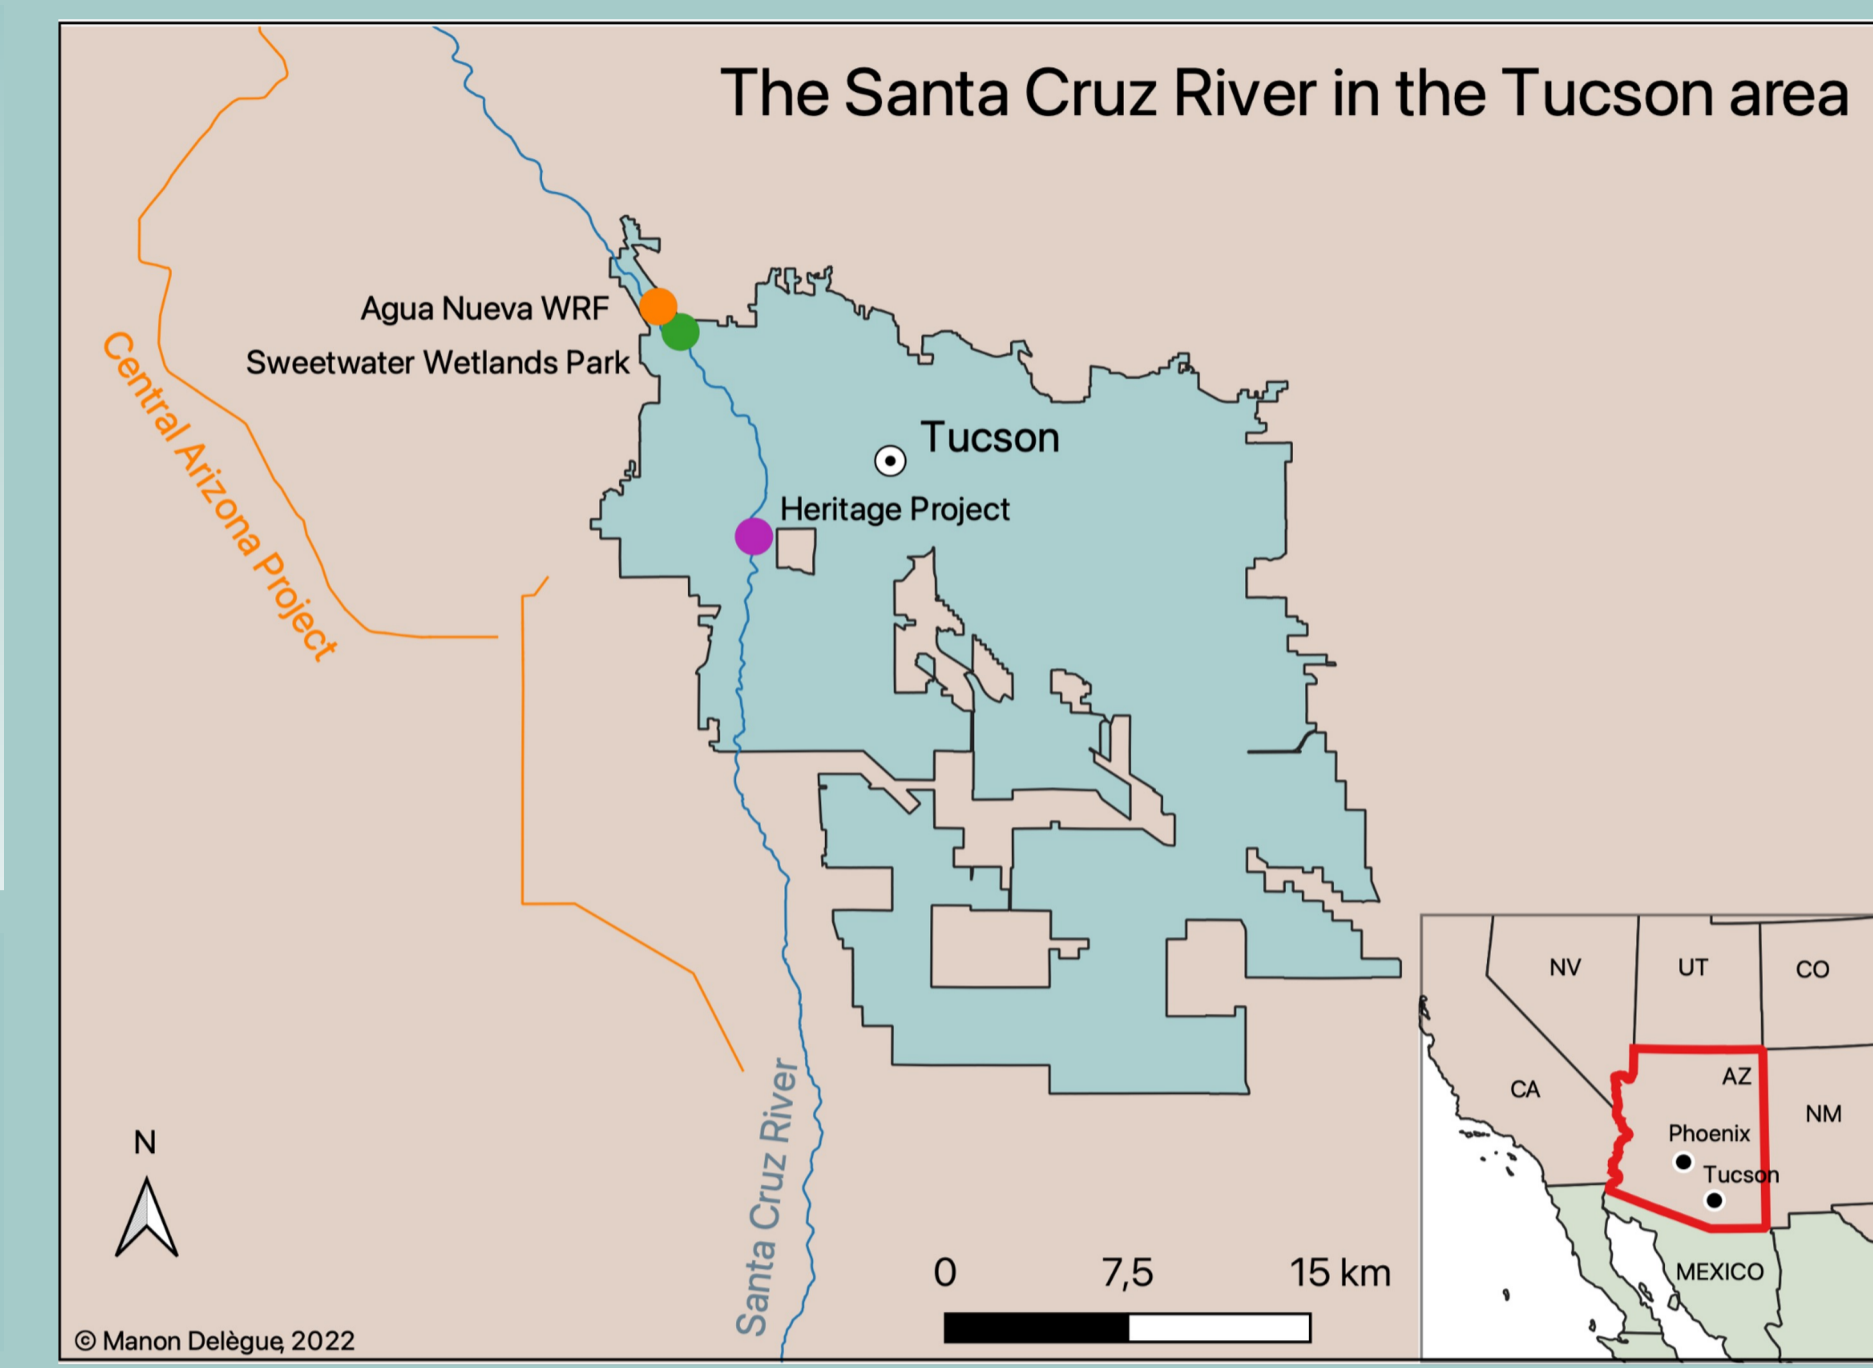 The Santa Cruz River in the Tucson area
Agua Nueva WRF
Sweetwater Wetlands Park
Central Arizona Project
Tucson
Heritage Project
Santa Cruz River
N
0 7,5 15 km
© Manon Delègue, 2022
NV UT CO
CA AZ NM
Phoenix
Tucson
MEXICO